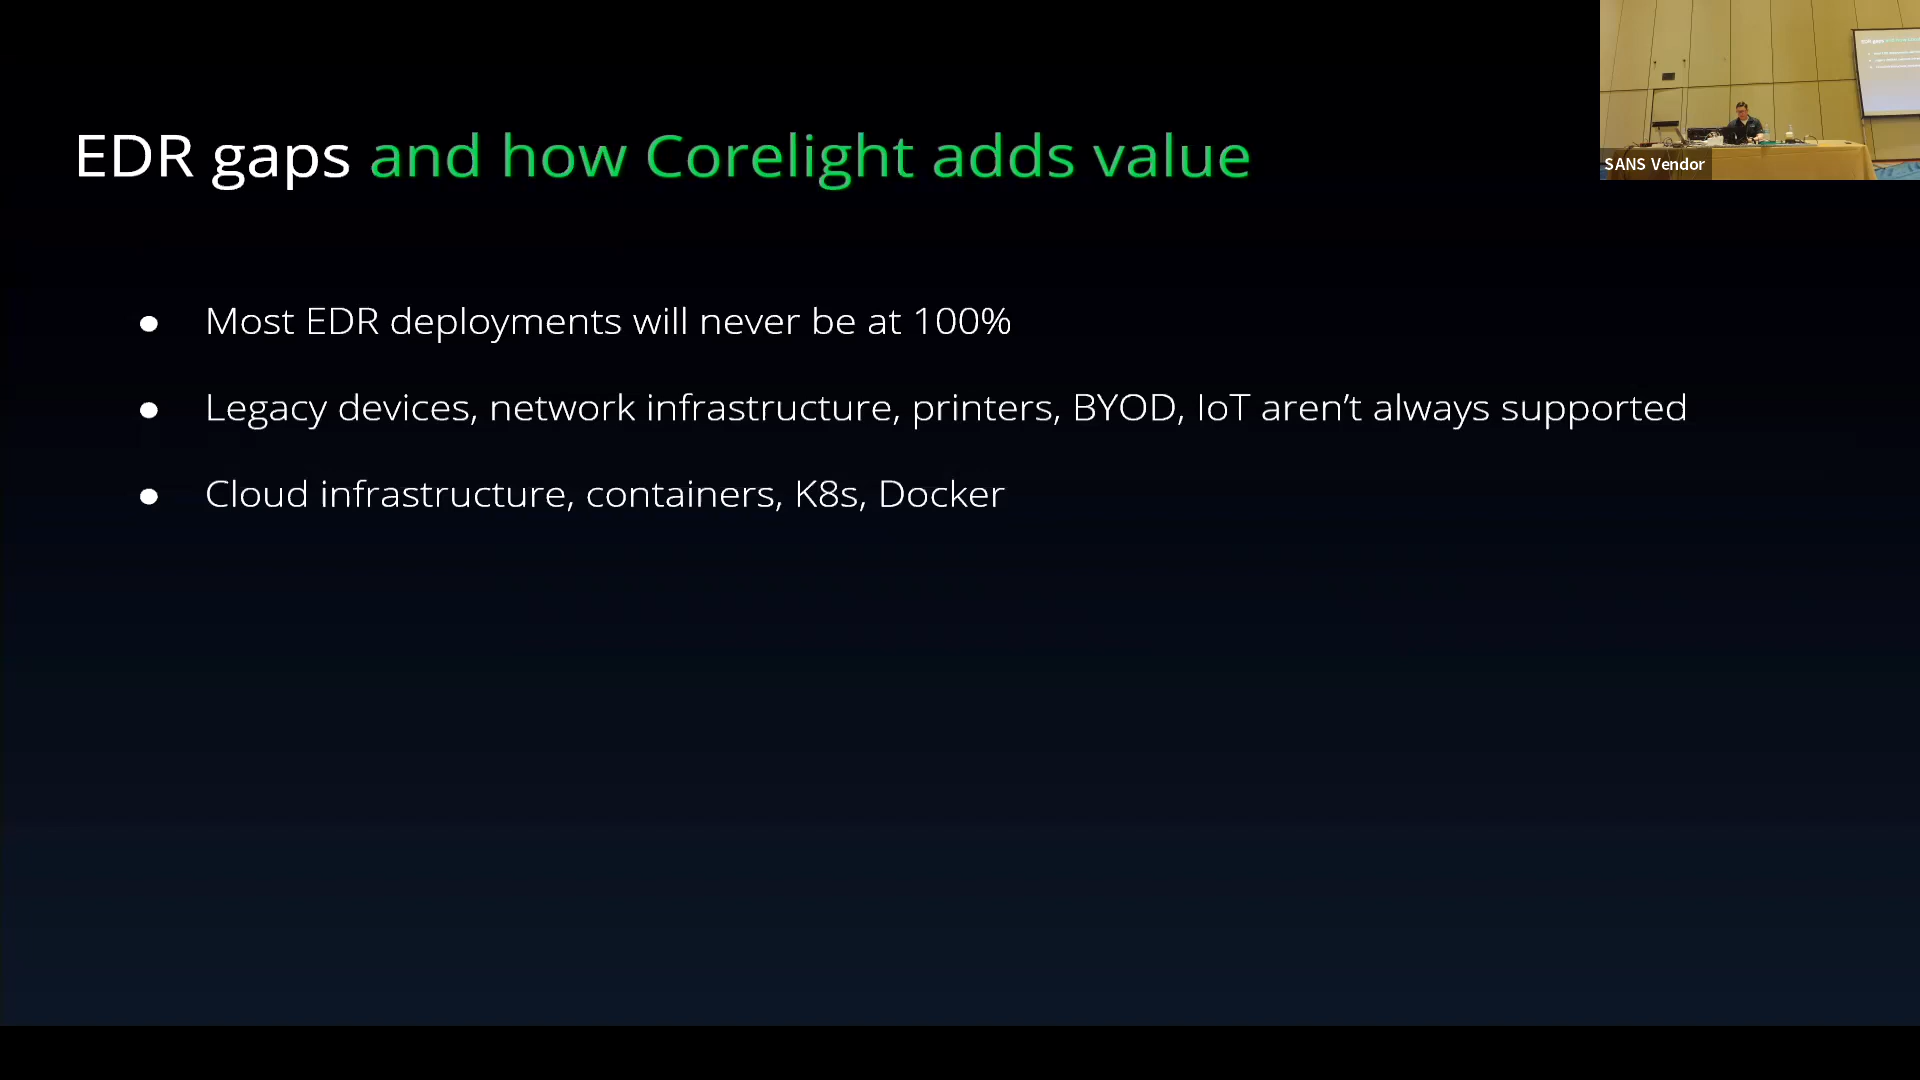 EDR gaps and how Corelight adds value
● Most EDR deployments will never be at 100%
● Legacy devices, network infrastructure, printers, BYOD, IoT aren’t always supported
● Cloud infrastructure, containers, K8s, Docker
SANS Vendor